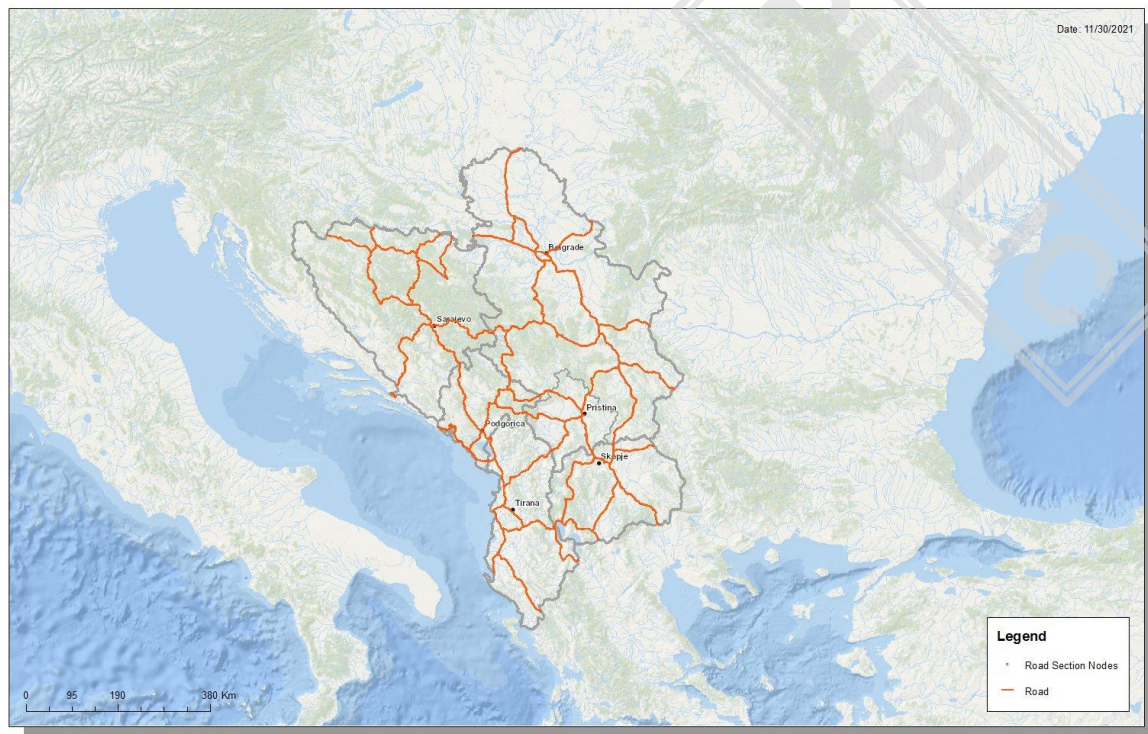 Date: 11/30/2021
Belgrade
Sarajevo
Pristina
Podgorica
Skopje
Tirana
Legend
Road Section Nodes
Road
0 95 190 380 Km